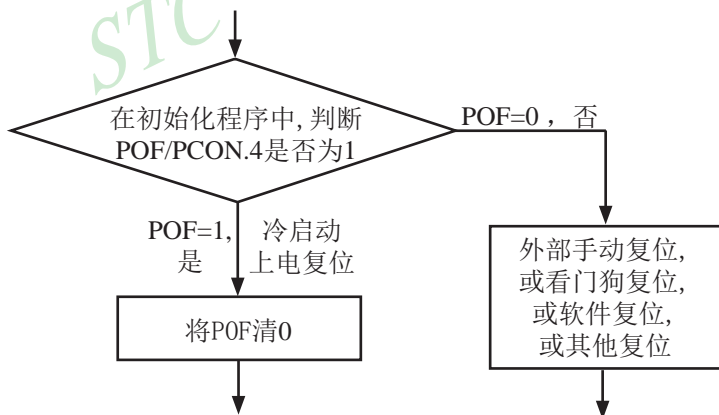 STC
在初始化程序中, 判断
POF/PCON.4是否为1
POF=0 ，否
POF=1, 冷启动
是 上电复位
将POF清0
外部手动复位,
或看门狗复位,
或软件复位,
或其他复位